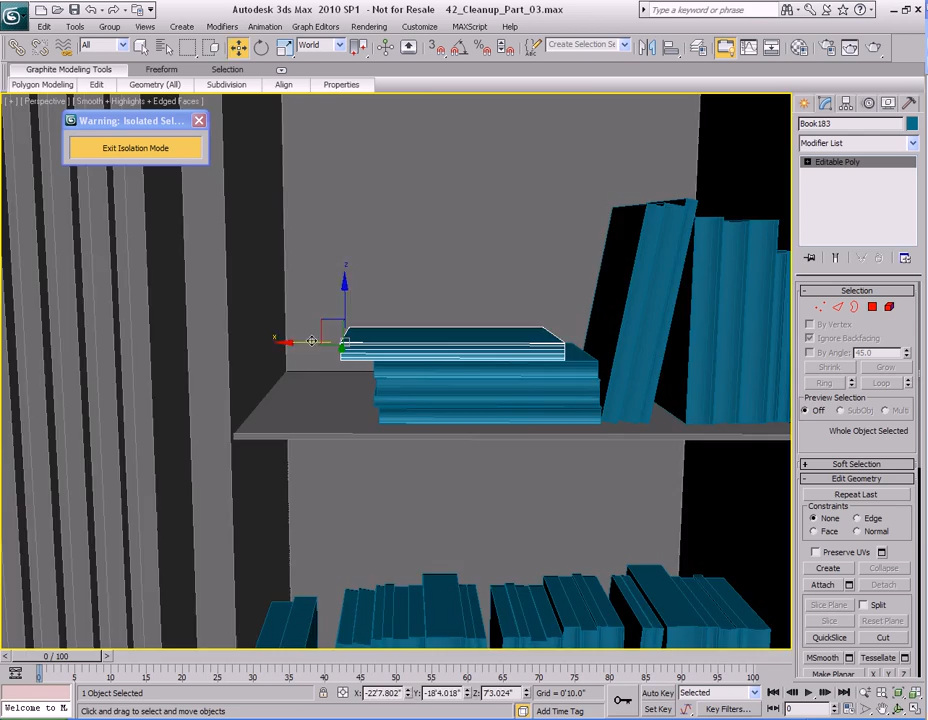 Autodesk 3ds Max 2010 SP1 - Not for Resale 42_Cleanup_Part_03.max
Type a keyword or phrase
Edit Tools Group Views Create Modifiers Animation Graph Editors Rendering Customize MAXScript Help
All World Create Selection Se
Graphite Modeling Tools Freeform Selection
Polygon Modeling Edit Geometry (All) Subdivision Align Properties
[ + ] [ Perspective ] [ Smooth + Highlights + Edged Faces ]
Warning: Isolated Sel...
Exit Isolation Mode
Book183
Modifier List
Editable Poly
z
x
- Selection
By Vertex
Ignore Backfacing
By Angle: 45.0
Shrink Grow
Ring Loop
Preview Selection
Off SubObj Multi
Whole Object Selected
+ Soft Selection
- Edit Geometry
Repeat Last
Constraints
None Edge
Face Normal
Preserve UVs
Create Collapse
Attach Detach
Slice Plane Split
Slice Reset Plane
QuickSlice Cut
MSmooth Tessellate
Make Planar X Y Z
< 0 / 100 >
0 5 10 15 20 25 30 35 40 45 50 55 60 65 70 75 80 85 90 95 100
1 Object Selected X: -22'7.802" Y: -18'4.018" Z: 7'3.024" Grid = 0'10.0" Auto Key Selected
Welcome to M Click and drag to select and move objects Add Time Tag Set Key Key Filters... 0